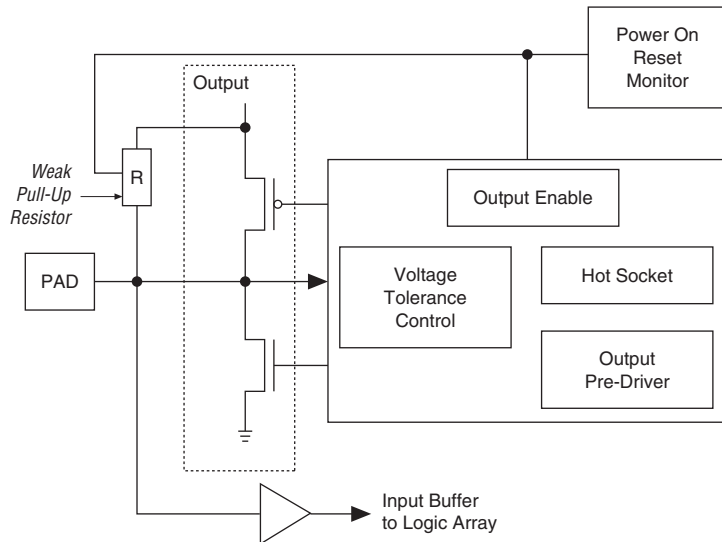 Power On
Reset
Monitor
Output
Weak
Pull-Up
Resistor
R
Output Enable
PAD
Voltage
Tolerance
Control
Hot Socket
Output
Pre-Driver
Input Buffer
to Logic Array